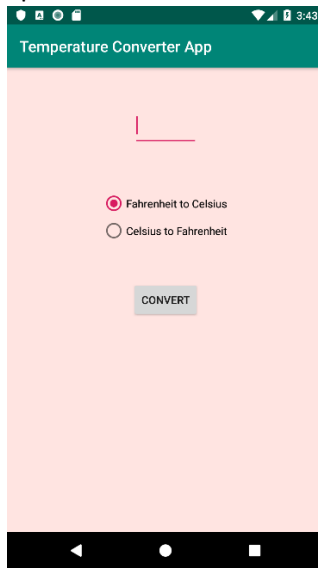 3:43
Temperature Converter App
Fahrenheit to Celsius
Celsius to Fahrenheit
CONVERT